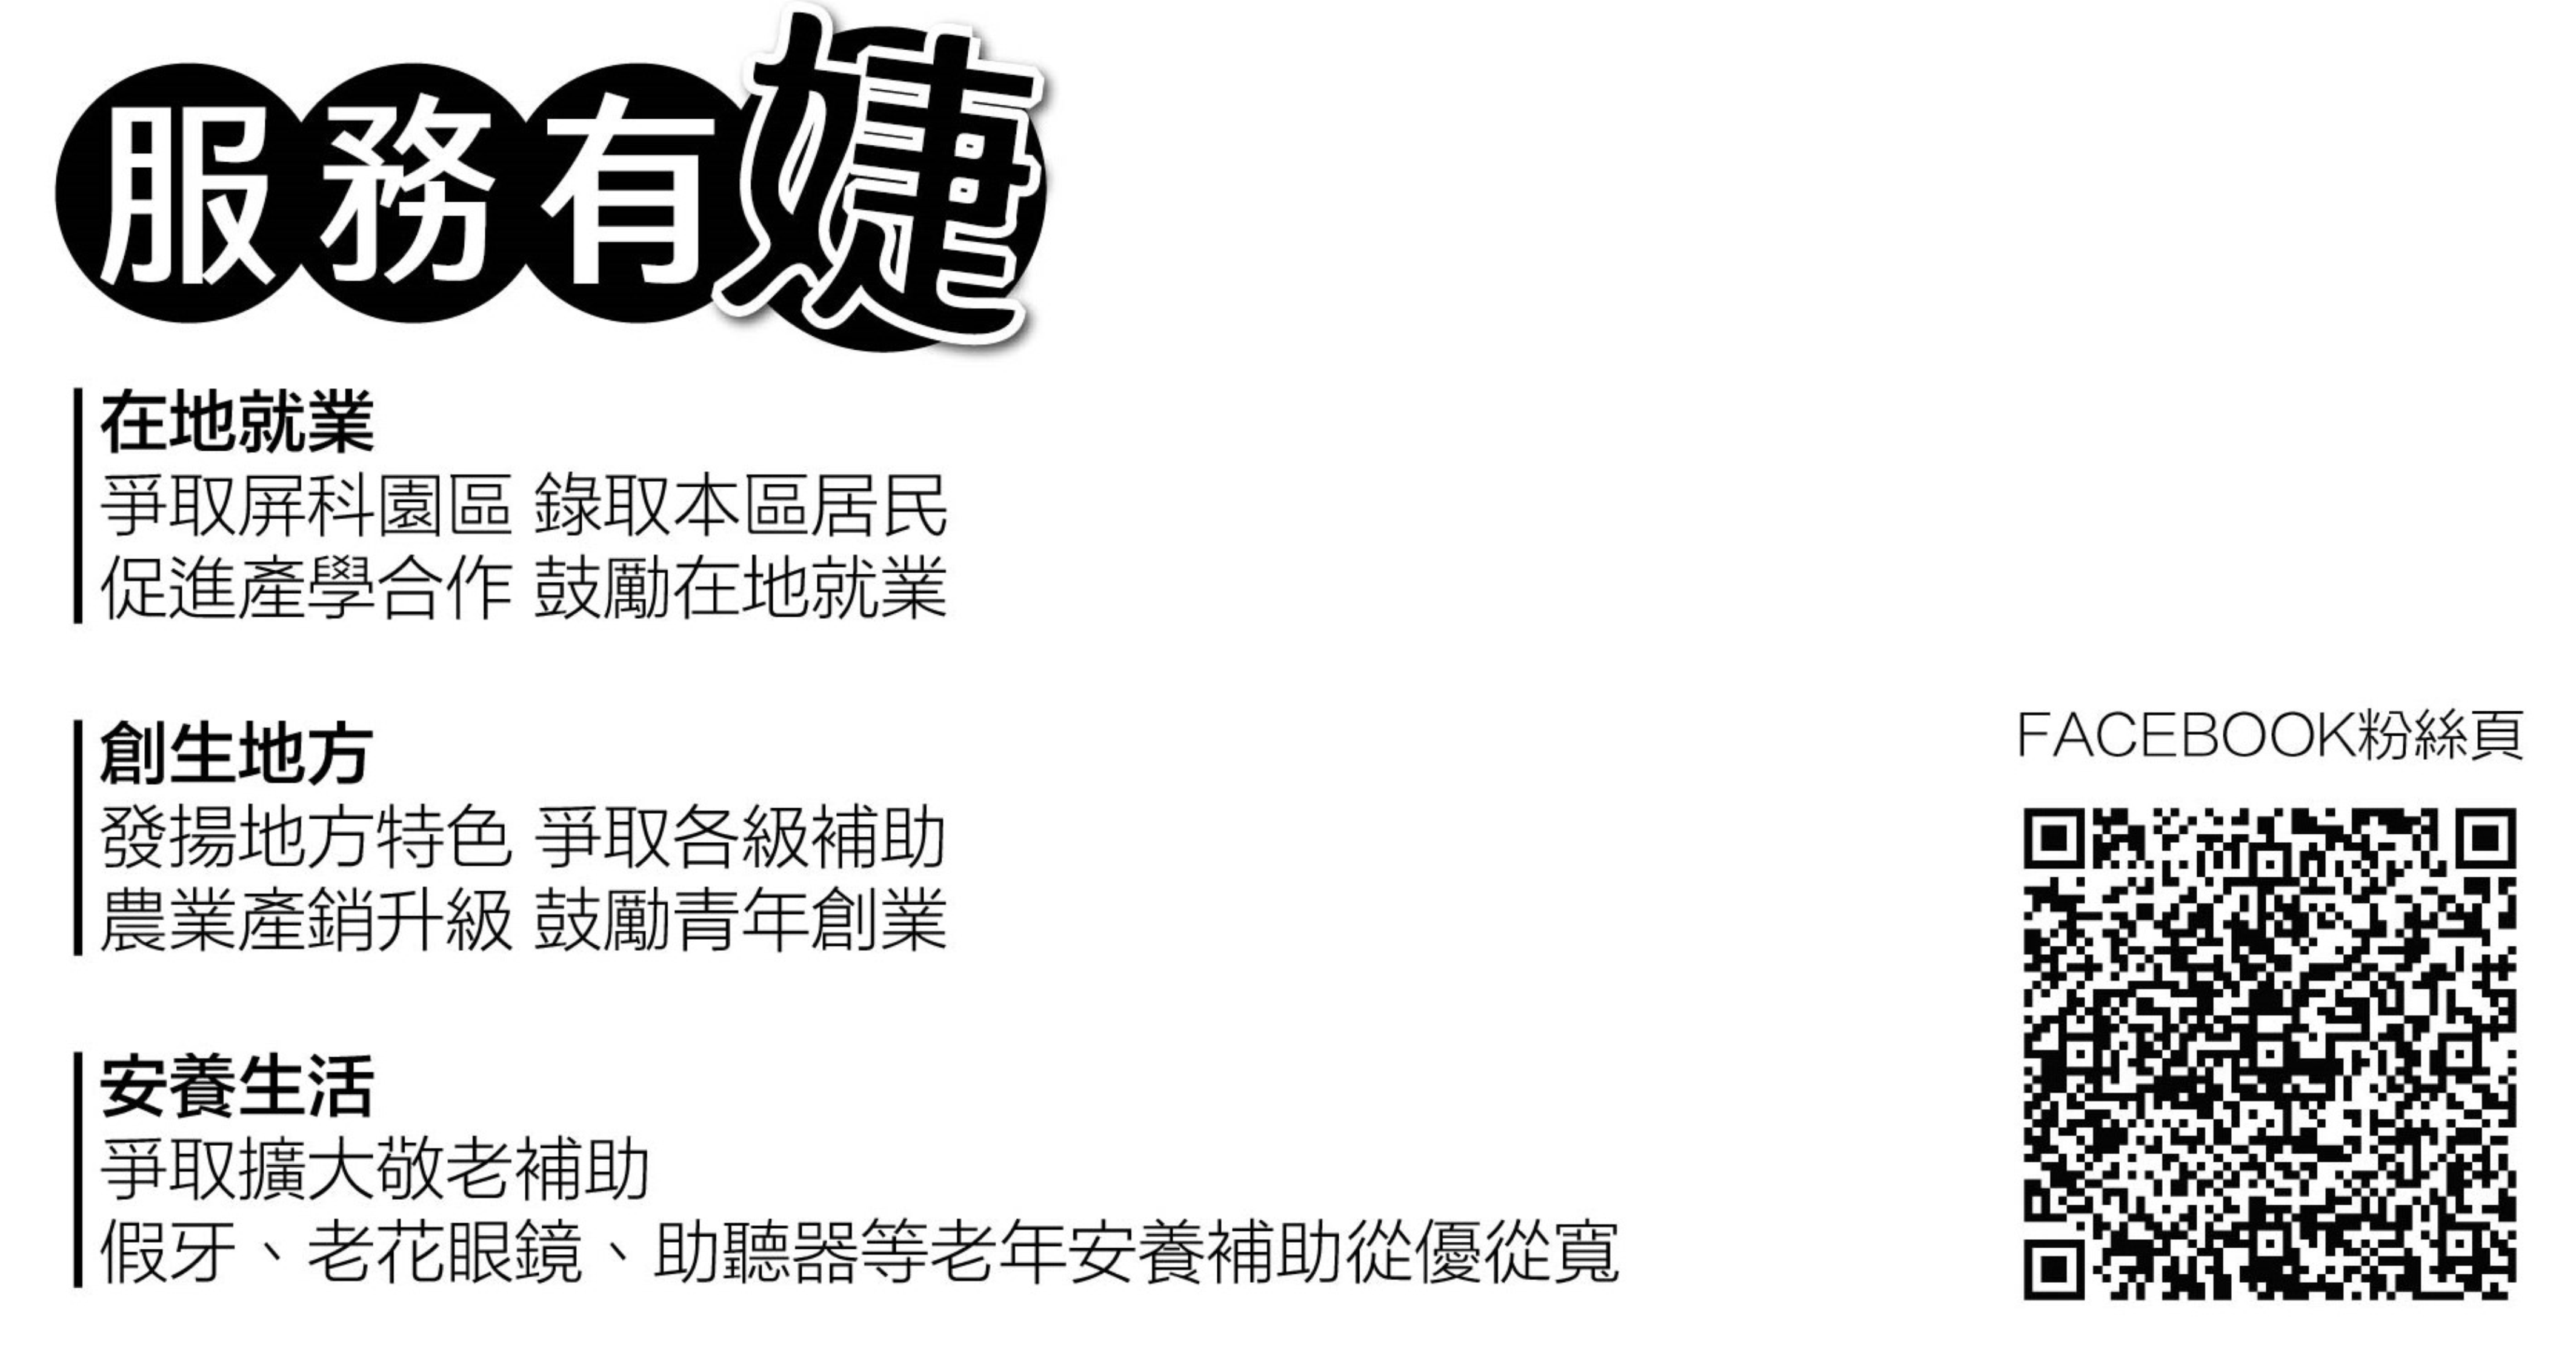 服務有婕
在地就業
爭取屏科園區 錄取本區居民
促進產學合作 鼓勵在地就業
創生地方
發揚地方特色 爭取各級補助
農業產銷升級 鼓勵青年創業
安養生活
爭取擴大敬老補助
假牙、老花眼鏡、助聽器等老年安養補助從優從寬
FACEBOOK粉絲頁